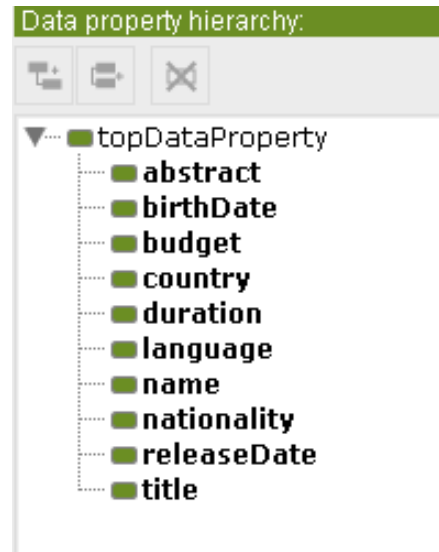 Data property hierarchy:
topDataProperty
abstract
birthDate
budget
country
duration
language
name
nationality
releaseDate
title